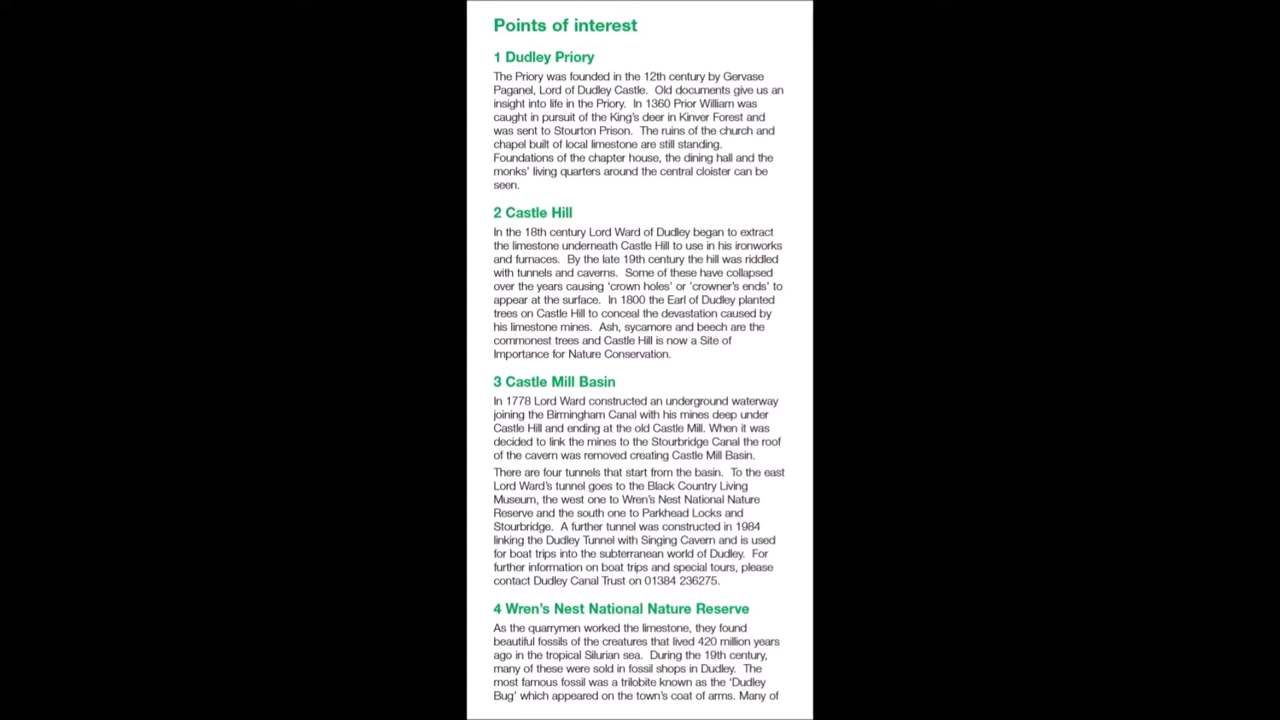 Points of interest
1 Dudley Priory
The Priory was founded in the 12th century by Gervase
Paganel, Lord of Dudley Castle. Old documents give us an
insight into life in the Priory. In 1360 Prior William was
caught in pursuit of the King's deer in Kinver Forest and
was sent to Stourton Prison. The ruins of the church and
chapel built of local limestone are still standing.
Foundations of the chapter house, the dining hall and the
monks' living quarters around the central cloister can be
seen.
2 Castle Hill
In the 18th century Lord Ward of Dudley began to extract
the limestone underneath Castle Hill to use in his ironworks
and furnaces. By the late 19th century the hill was riddled
with tunnels and caverns. Some of these have collapsed
over the years causing 'crown holes' or 'crowner's ends' to
appear at the surface. In 1800 the Earl of Dudley planted
trees on Castle Hill to conceal the devastation caused by
his limestone mines. Ash, sycamore and beech are the
commonest trees and Castle Hill is now a Site of
Importance for Nature Conservation.
3 Castle Mill Basin
In 1778 Lord Ward constructed an underground waterway
joining the Birmingham Canal with his mines deep under
Castle Hill and ending at the old Castle Mill. When it was
decided to link the mines to the Stourbridge Canal the roof
of the cavern was removed creating Castle Mill Basin.
There are four tunnels that start from the basin. To the east
Lord Ward's tunnel goes to the Black Country Living
Museum, the west one to Wren's Nest National Nature
Reserve and the south one to Parkhead Locks and
Stourbridge. A further tunnel was constructed in 1984
linking the Dudley Tunnel with Singing Cavern and is used
for boat trips into the subterranean world of Dudley. For
further information on boat trips and special tours, please
contact Dudley Canal Trust on 01384 236275.
4 Wren's Nest National Nature Reserve
As the quarrymen worked the limestone, they found
beautiful fossils of the creatures that lived 420 million years
ago in the tropical Silurian sea. During the 19th century,
many of these were sold in fossil shops in Dudley. The
most famous fossil was a trilobite known as the 'Dudley
Bug' which appeared on the town's coat of arms. Many of